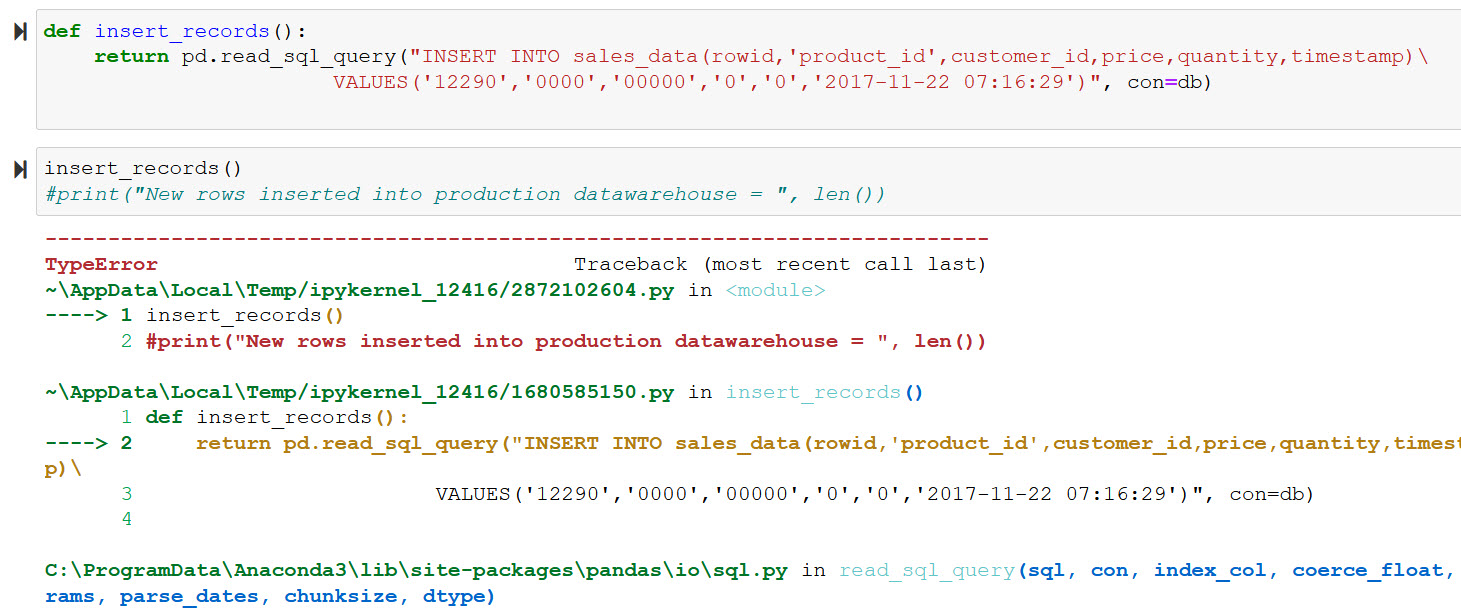 def insert_records():
    return pd.read_sql_query("INSERT INTO sales_data(rowid,'product_id',customer_id,price,quantity,timestamp)\
                       VALUES('12290','0000','00000','0','0','2017-11-22 07:16:29')", con=db)
insert_records()
#print("New rows inserted into production datawarehouse = ", len())
---------------------------------------------------------------------------
TypeError                                 Traceback (most recent call last)
~\AppData\Local\Temp/ipykernel_12416/2872102604.py in <module>
----> 1 insert_records()
      2 #print("New rows inserted into production datawarehouse = ", len())
~\AppData\Local\Temp/ipykernel_12416/1680585150.py in insert_records()
      1 def insert_records():
----> 2     return pd.read_sql_query("INSERT INTO sales_data(rowid,'product_id',customer_id,price,quantity,timest
p)\
      3                        VALUES('12290','0000','00000','0','0','2017-11-22 07:16:29')", con=db)
      4
C:\ProgramData\Anaconda3\lib\site-packages\pandas\io\sql.py in read_sql_query(sql, con, index_col, coerce_float,
rams, parse_dates, chunksize, dtype)